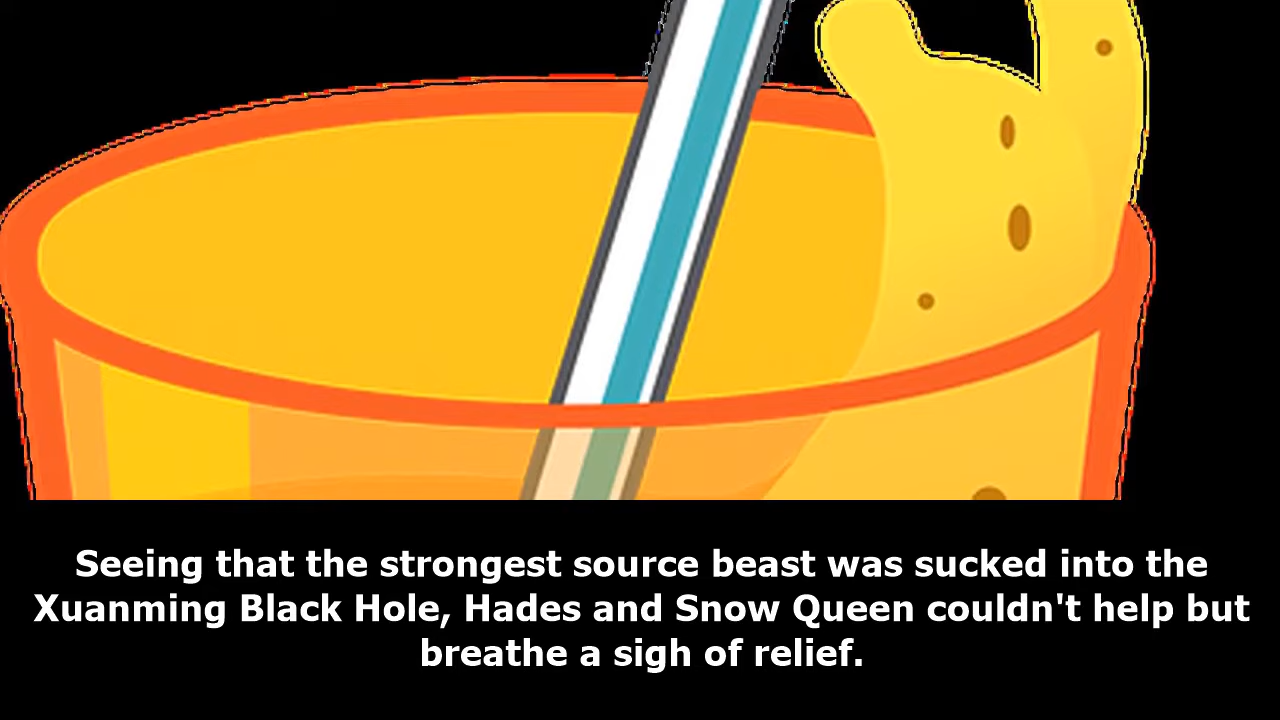 Seeing that the strongest source beast was sucked into the
Xuanming Black Hole, Hades and Snow Queen couldn't help but
breathe a sigh of relief.